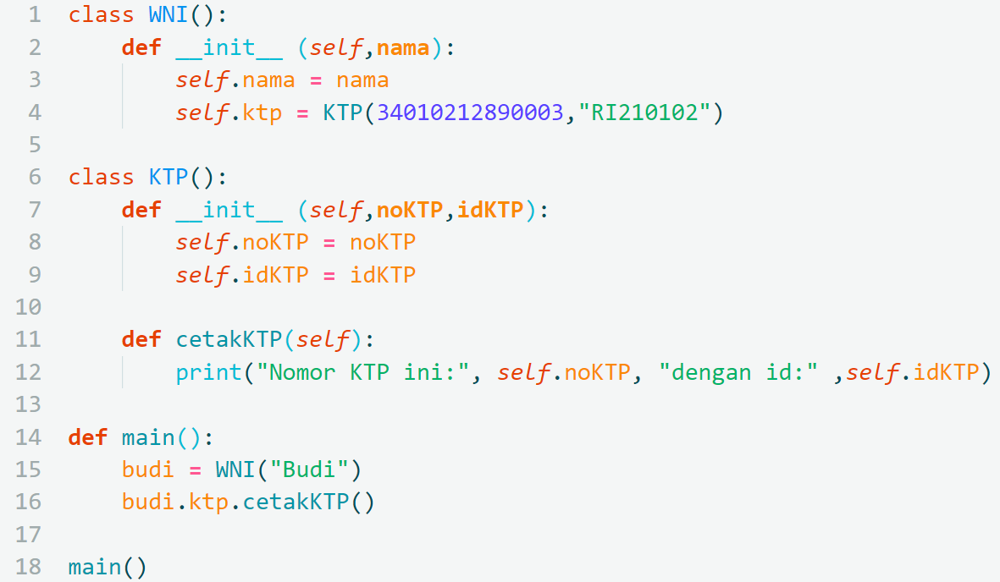 1 class WNI():
2     def __init__ (self,nama):
3         self.nama = nama
4         self.ktp = KTP(34010212890003,"RI210102")
5
6 class KTP():
7     def __init__ (self,noKTP,idKTP):
8         self.noKTP = noKTP
9         self.idKTP = idKTP
10
11     def cetakKTP(self):
12         print("Nomor KTP ini:", self.noKTP, "dengan id:" ,self.idKTP)
13
14 def main():
15     budi = WNI("Budi")
16     budi.ktp.cetakKTP()
17
18 main()